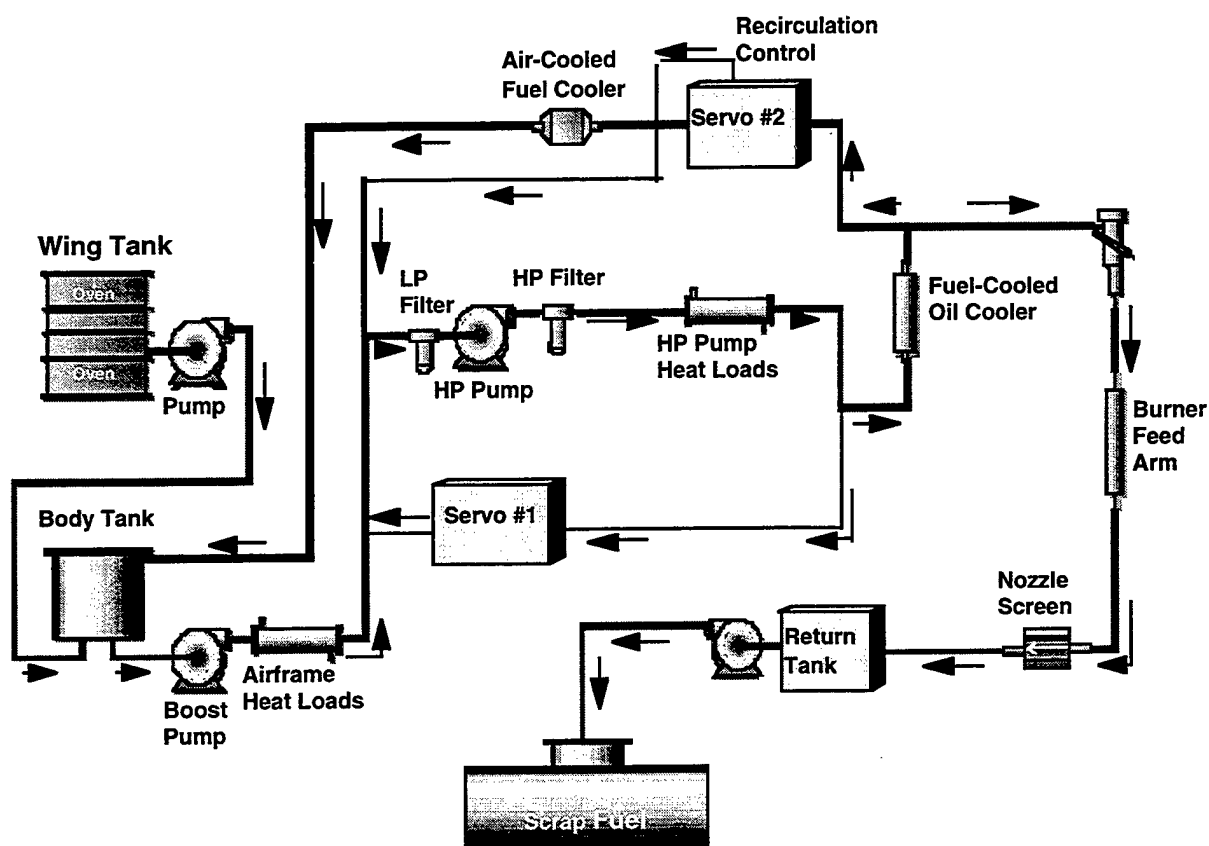 Recirculation
Control
Air-Cooled
Fuel Cooler
Servo #2
Wing Tank
Oven
Oven
Pump
LP
Filter
HP Filter
HP Pump
HP Pump
Heat Loads
Fuel-Cooled
Oil Cooler
Burner
Feed
Arm
Body Tank
Servo #1
Nozzle
Screen
Return
Tank
Airframe
Heat Loads
Boost
Pump
Scrap Fuel